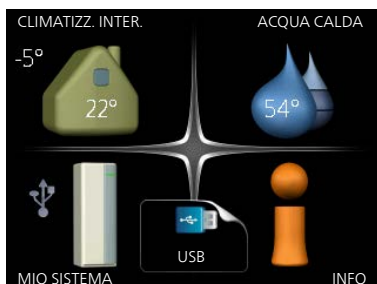 CLIMATIZZ. INTER.
ACQUA CALDA
-5°
22°
54°
USB
MIO SISTEMA
INFO